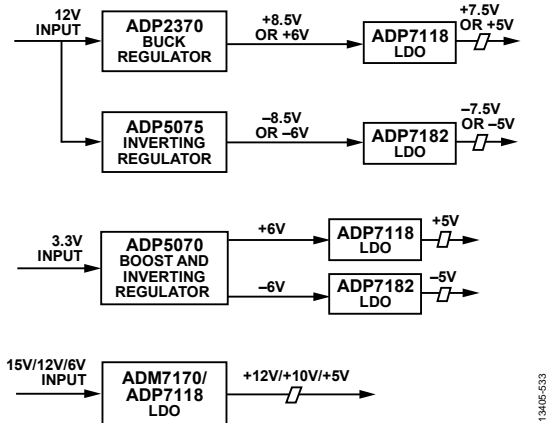 12V
INPUT
ADP2370
BUCK
REGULATOR
+8.5V
OR +6V
ADP7118
LDO
+7.5V
OR +5V
ADP5075
INVERTING
REGULATOR
–8.5V
OR –6V
ADP7182
LDO
–7.5V
OR –5V
3.3V
INPUT
ADP5070
BOOST AND
INVERTING
REGULATOR
+6V
ADP7118
LDO
+5V
–6V
ADP7182
LDO
–5V
15V/12V/6V
INPUT
ADM7170/
ADP7118
LDO
+12V/+10V/+5V
13405-533